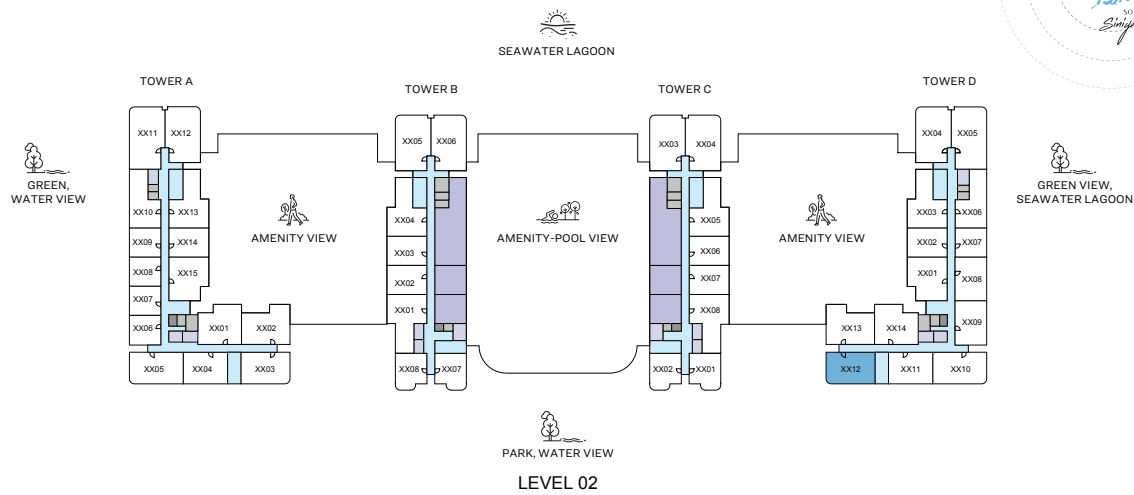 SO
SEAWATER LAGOON
TOWER A
TOWER B
TOWER C
TOWER D
XX11 XX12
XX05 XX06
XX03 XX04
XX04 XX05
GREEN,
WATER VIEW
GREEN VIEW,
SEAWATER LAGOON
XX10 XX13
XX09 XX14
XX08
XX15
XX07
XX06
XX01 XX02
XX05 XX04 XX03
AMENITY VIEW
XX04
XX03
XX02
XX01
XX08 XX07
AMENITY-POOL VIEW
XX05
XX06
XX07
XX08
XX02 XX01
AMENITY VIEW
XX03 XX06
XX02 XX07
XX01 XX08
XX09
XX13 XX14
XX12 XX11 XX10
PARK, WATER VIEW
LEVEL 02